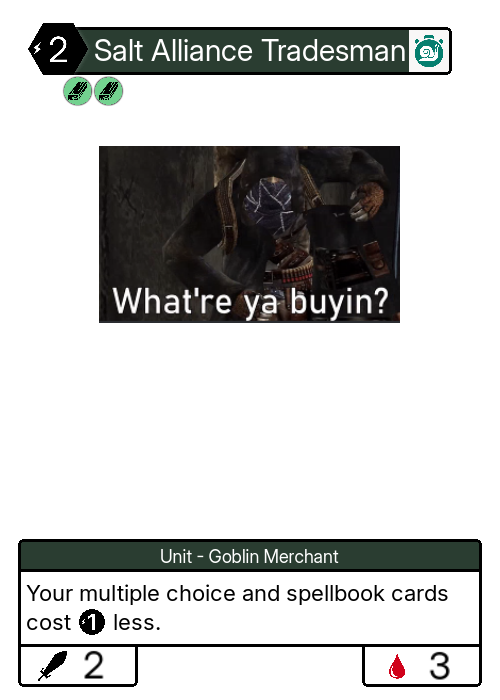 2 Salt Alliance Tradesman
What're ya buyin?
Unit - Goblin Merchant
Your multiple choice and spellbook cards
cost 1 less.
2 3